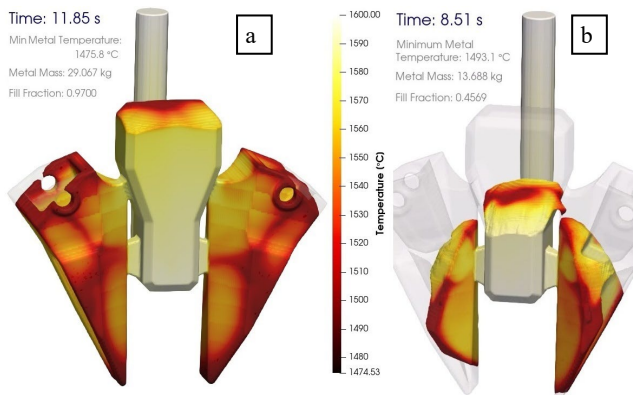 Time: 11.85 s
Min Metal Temperature:
1475.8 °C
Metal Mass: 29.067 kg
Fill Fraction: 0.9700
a
1600.00
1590
1580
1570
1560
1550
1540
1530
1520
1510
1500
1490
1480
1474.53
Temperature (°C)
Time: 8.51 s
Minimum Metal
Temperature: 1493.1 °C
Metal Mass: 13.688 kg
Fill Fraction: 0.4569
b